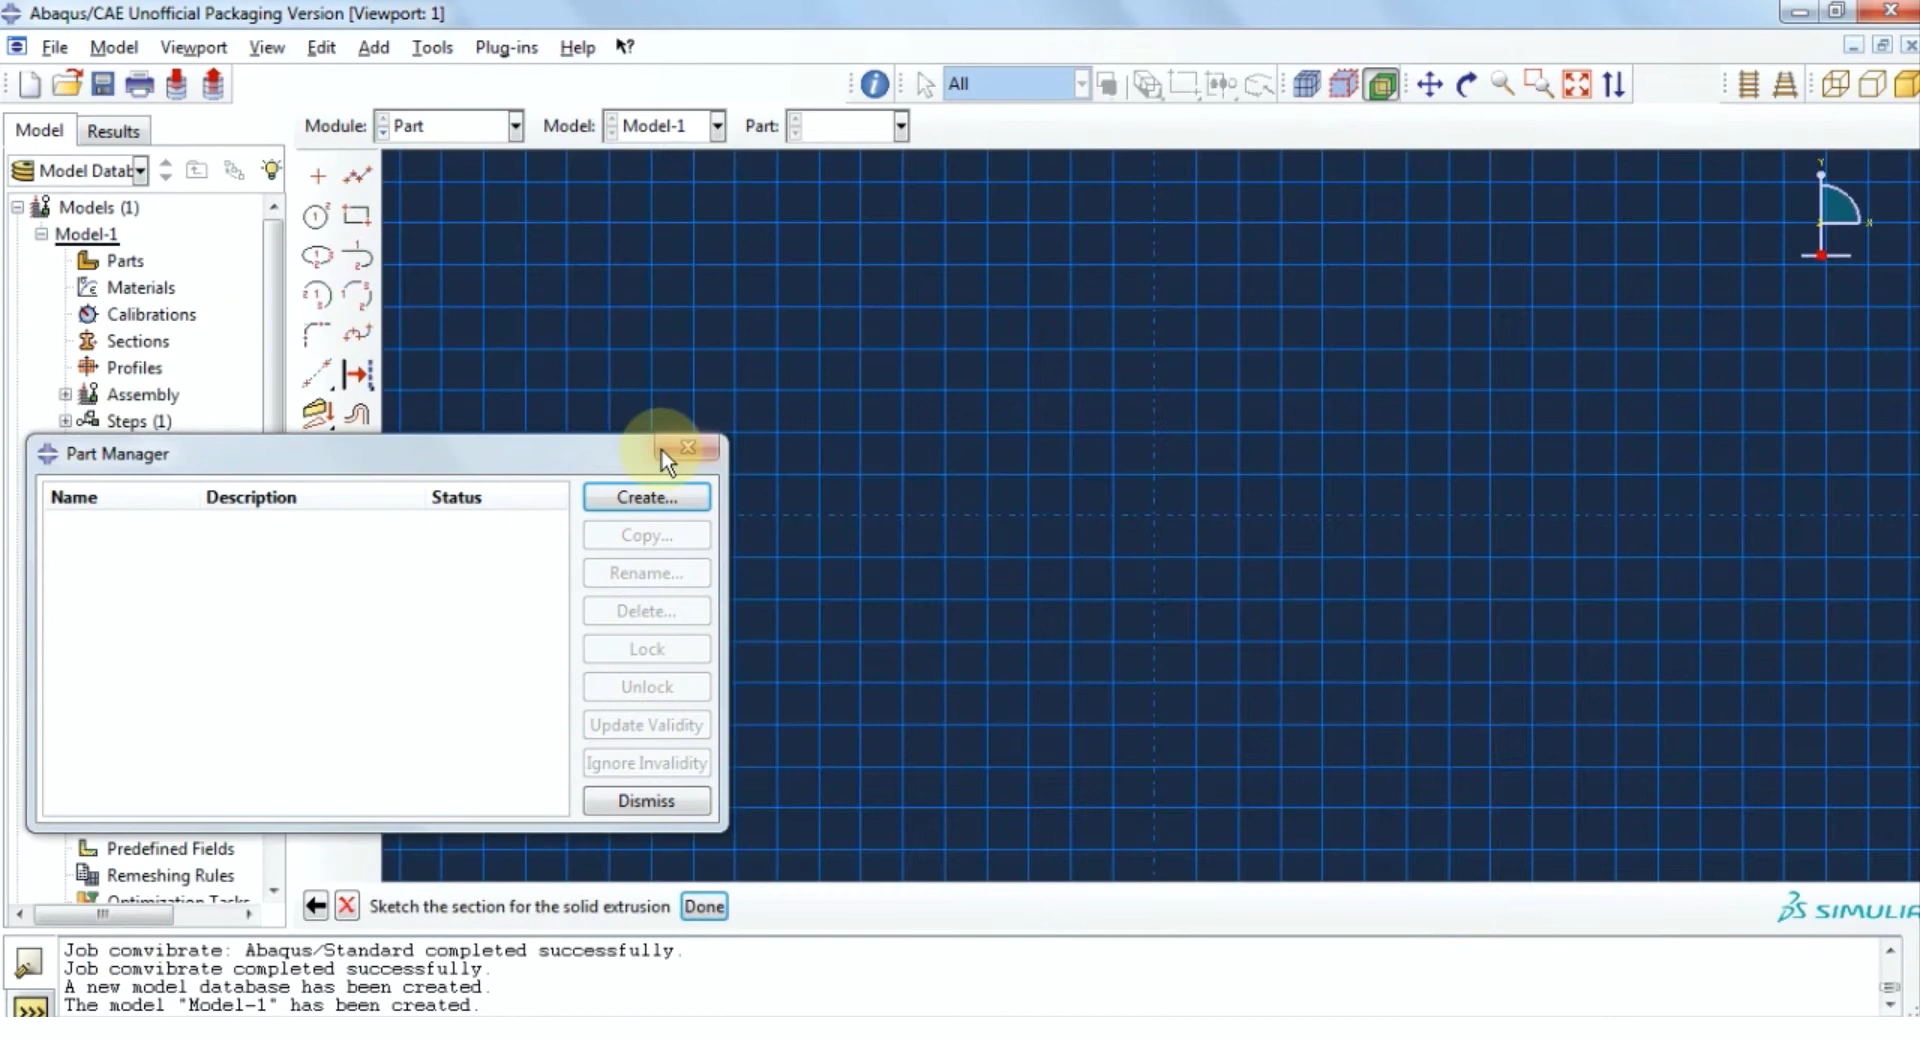 Abaqus/CAE Unofficial Packaging Version [Viewport: 1]
File Model Viewport View Edit Add Tools Plug-ins Help
All
Model Results
Module: Part Model: Model-1 Part:
Model Datab
Models (1)
Model-1
Parts
Materials
Calibrations
Sections
Profiles
Assembly
Steps (1)
Part Manager
Name Description Status
Create...
Copy...
Rename...
Delete...
Lock
Unlock
Update Validity
Ignore Invalidity
Dismiss
Predefined Fields
Remeshing Rules
Optimization Tasks
Sketch the section for the solid extrusion Done
SIMULIA
Job comvibrate: Abaqus/Standard completed successfully.
Job comvibrate completed successfully.
A new model database has been created.
The model "Model-1" has been created.
Y
X